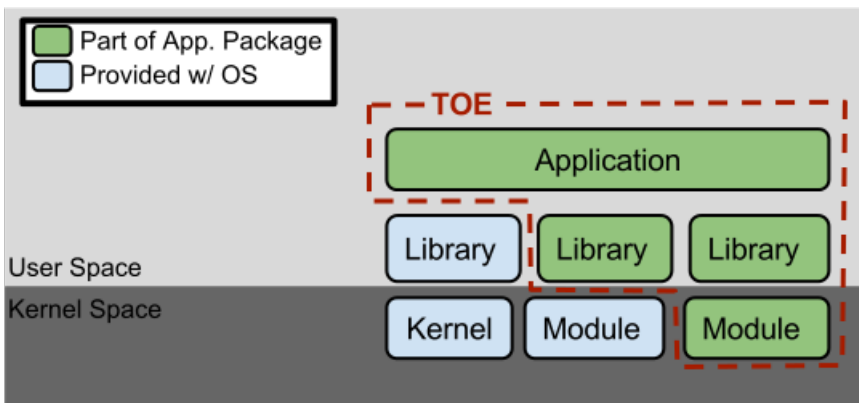 Part of App. Package
Provided w/ OS
TOE
Application
Library Library Library
User Space
Kernel Space
Kernel Module Module